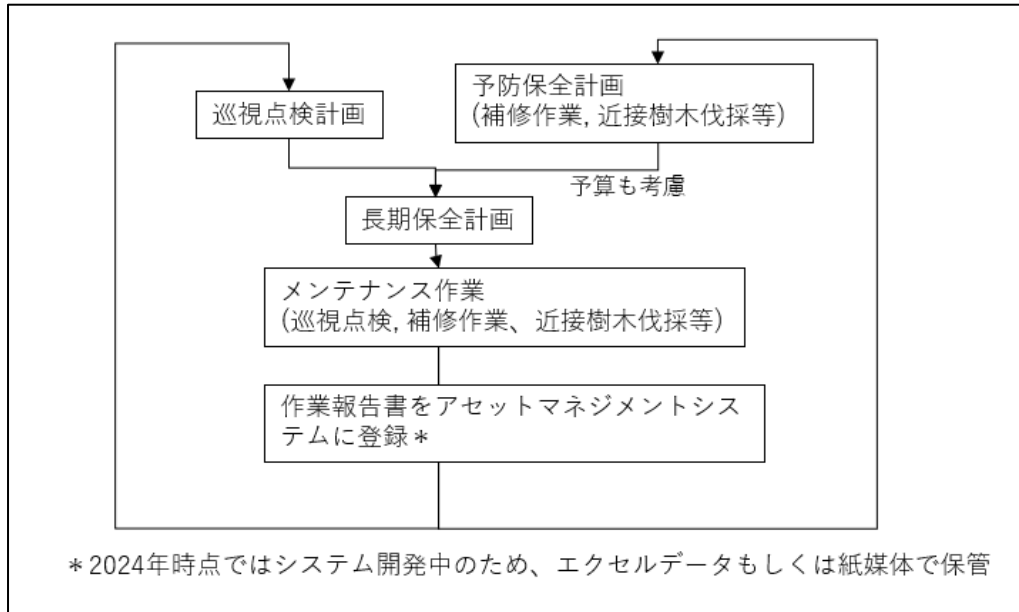 巡視点検計画
予防保全計画
(補修作業, 近接樹木伐採等)
予算も考慮
長期保全計画
メンテナンス作業
(巡視点検, 補修作業、近接樹木伐採等)
作業報告書をアセットマネジメントシス
テムに登録＊
＊2024年時点ではシステム開発中のため、エクセルデータもしくは紙媒体で保管